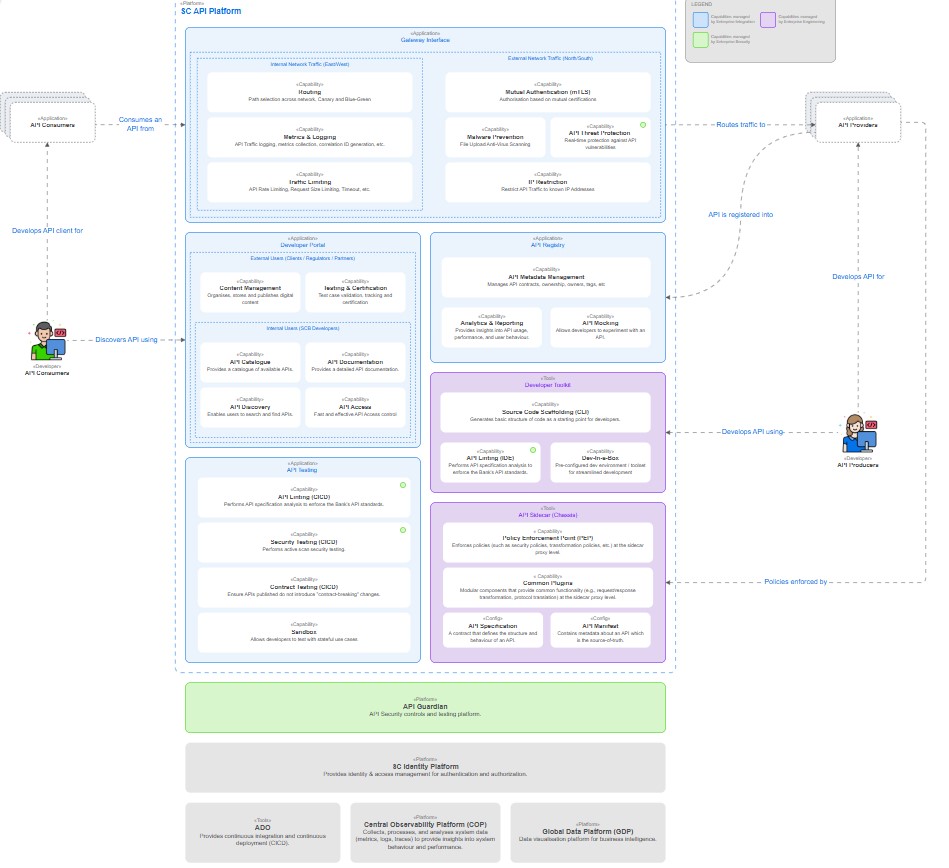 «Platform»
SC API Platform
LEGEND
Capabilities managed
by Enterprise Integration
Capabilities managed
by Enterprise Engineering
Capabilities managed
by Enterprise Security
«Application»
Gateway Interface
Internal Network Traffic (East/West)
«Capability»
Routing
Path selection across network, Canary and Blue-Green
«Capability»
Metrics & Logging
API Traffic logging, metrics collection, correlation ID generation, etc.
«Capability»
Traffic Limiting
API Rate Limiting, Request Size Limiting, Timeout, etc.
External Network Traffic (North/South)
«Capability»
Mutual Authentication (mTLS)
Authorisation based on mutual certifications
«Capability»
Malware Prevention
File Upload Anti-Virus Scanning
«Capability»
API Threat Protection
Real-time protection against API
vulnerabilities
«Capability»
IP Restriction
Restrict API Traffic to known IP Addresses
«Application»
API Consumers
Consumes an
API from
Routes traffic to
«Application»
API Providers
API is registered into
Develops API client for
Develops API for
«Application»
Developer Portal
External Users (Clients / Regulators / Partners)
«Capability»
Content Management
Organises, stores and publishes digital
content
«Capability»
Testing & Certification
Test case validation, tracking and
verification
Internal Users (SCB Developers)
«Capability»
API Catalogue
Provides a catalogue of available APIs.
«Capability»
API Documentation
Provides a detailed API documentation.
«Capability»
API Discovery
Enables users to search and find APIs.
«Capability»
API Access
Fast and effective API Access control
«Application»
API Registry
«Capability»
API Metadata Management
Manages API contracts, ownership, owners, tags, etc
«Capability»
Analytics & Reporting
Provides insights into API usage,
performance, and user behaviour.
«Capability»
API Mocking
Allows developers to experiment with an
API.
Discovers API using
«Developer»
API Consumers
«Tool»
Developer Toolkit
«Capability»
Source Code Scaffolding (CLI)
Generates basic structure of code as a starting point for developers.
«Capability»
API Linting (IDE)
Performs API specification analysis to
enforce the Bank's API standards.
«Capability»
Dev-In-a-Box
Pre-configured dev environment / toolset
for streamlined development
Develops API using
«Developer»
API Producers
«Application»
API Testing
«Capability»
API Linting (CICD)
Performs API specification analysis to enforce the Bank's API standards.
«Capability»
Security Testing (CICD)
Performs active scan security testing.
«Capability»
Contract Testing (CICD)
Ensure APIs published do not introduce "contract-breaking" changes.
«Capability»
Sandbox
Allows developers to test with stateful use cases
«Tool»
API Sidecar (Chassis)
« Capability»
Policy Enforcement Point (PEP)
Enforces policies (such as security policies, transformation policies, etc.) at the sidecar
proxy level.
« Capability»
Common Plugins
Modular components that provide common functionality (e.g., request/response
transformation, protocol translation) at the sidecar proxy level.
«Config»
API Specification
A contract that defines the structure and
behaviour of an API.
«Config»
API Manifest
Contains metadata about an API which
is the source-of-truth.
Policies enforced by
«Platform»
API Guardian
API Security controls and testing platform.
«Platform»
SC Identity Platform
Provides identity & access management for authentication and authorization.
«Tools»
ADO
Provides continuous integration and continuous
deployment (CICD).
«Platform»
Central Observability Platform (COP)
Collects, processes, and analyses system data
(metrics, logs, traces) to provide insights into system
behaviour and performance.
«Platform»
Global Data Platform (GDP)
Data visualisation platform for business intelligence.